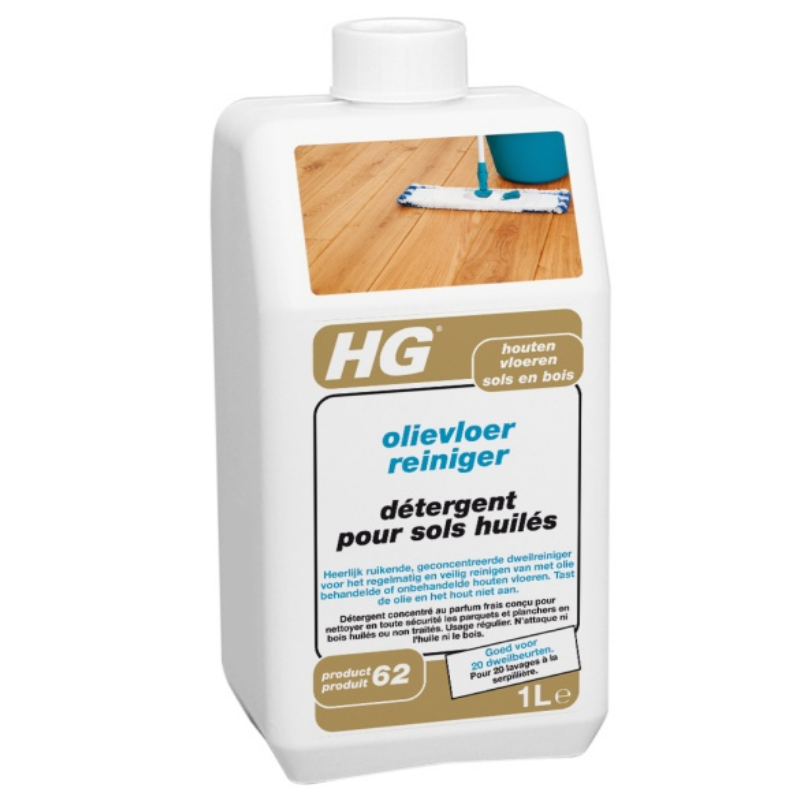 HG®
houten
vloeren
sols en bois
olievloer
reiniger
détergent
pour sols huilés
Heerlijk ruikende, geconcentreerde dweilreiniger
voor het regelmatig en veilig reinigen van met olie
behandelde of onbehandelde houten vloeren. Tast
de olie en het hout niet aan.
Détergent concentré au parfum frais conçu pour
nettoyer en toute sécurité les parquets et planchers en
bois huilés ou non traités. Usage régulier. N'attaque ni
l'huile ni le bois.
product
produit 62
Goed voor
20 dweilbeurten.
Pour 20 lavages à la
serpillière.
1L℮